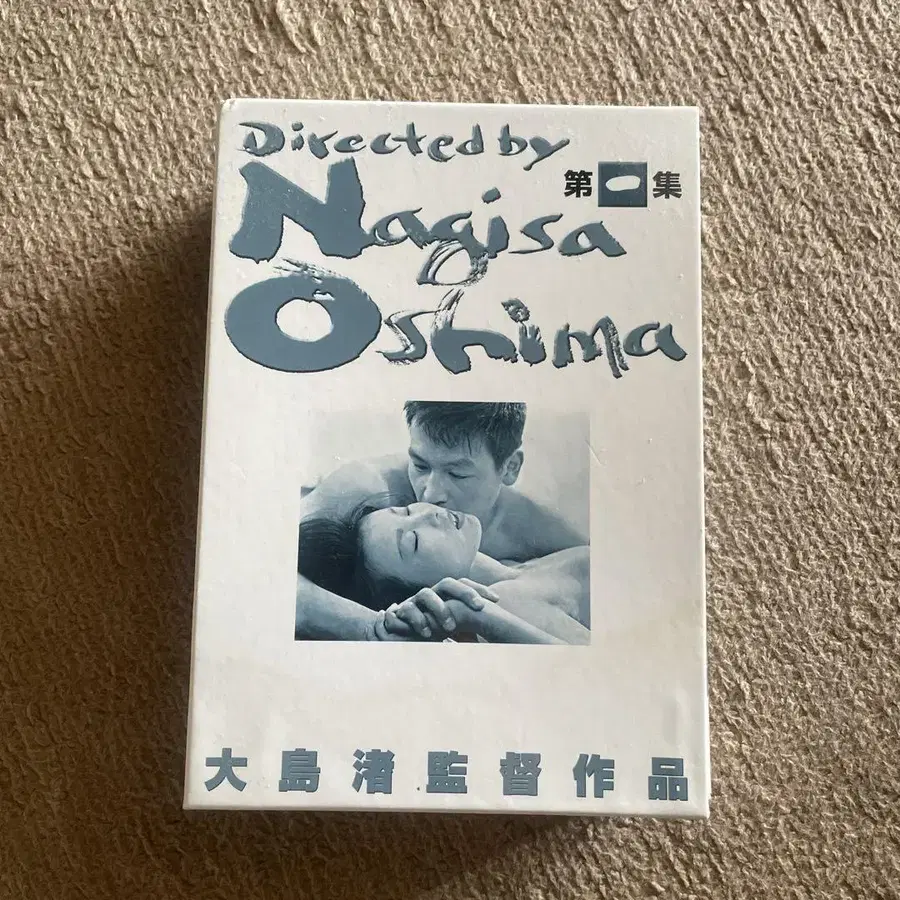 Directed by
第一集
Nagisa
Oshima
大島渚監督作品